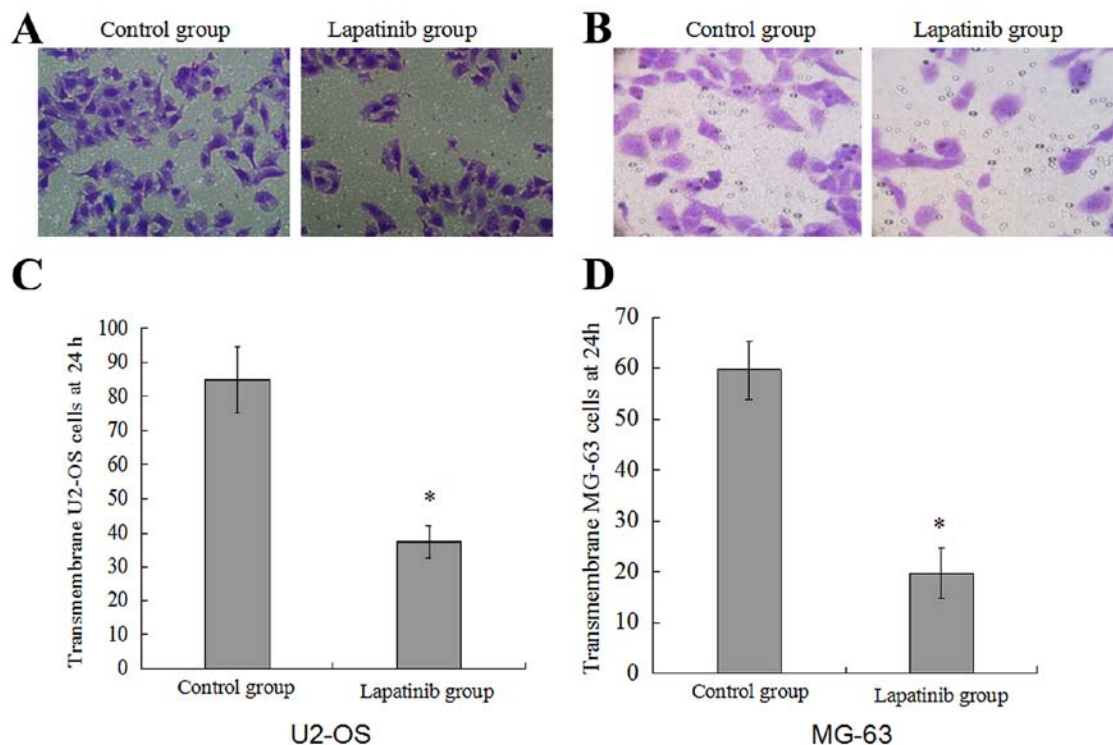 A
Control group
Lapatinib group
B
Control group
Lapatinib group
C
Transmembrane U2-OS cells at 24 h
100
90
80
70
60
50
40
30
20
10
0
*
Control group
Lapatinib group
U2-OS
D
Transmembrane MG-63 cells at 24h
70
60
50
40
30
20
10
0
*
Control group
Lapatinib group
MG-63